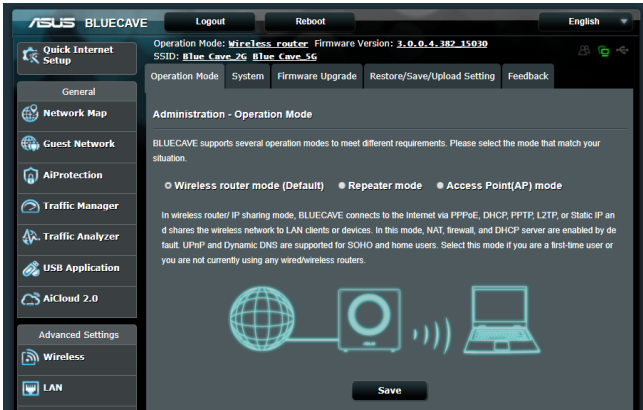 ASUS BLUECAVE Logout Reboot English
Quick Internet Setup
Operation Mode: Wireless router Firmware Version: 3.0.0.4.382_15030
SSID: Blue Cave_2G Blue Cave_5G
Operation Mode System Firmware Upgrade Restore/Save/Upload Setting Feedback
General
Network Map
Guest Network
AiProtection
Traffic Manager
Traffic Analyzer
USB Application
AiCloud 2.0
Advanced Settings
Wireless
LAN
Administration - Operation Mode
BLUECAVE supports several operation modes to meet different requirements. Please select the mode that match your
situation.
Wireless router mode (Default) Repeater mode Access Point(AP) mode
In wireless router/ IP sharing mode, BLUECAVE connects to the Internet via PPPoE, DHCP, PPTP, L2TP, or Static IP an
d shares the wireless network to LAN clients or devices. In this mode, NAT, firewall, and DHCP server are enabled by de
fault. UPnP and Dynamic DNS are supported for SOHO and home users. Select this mode if you are a first-time user or
you are not currently using any wired/wireless routers.
Save